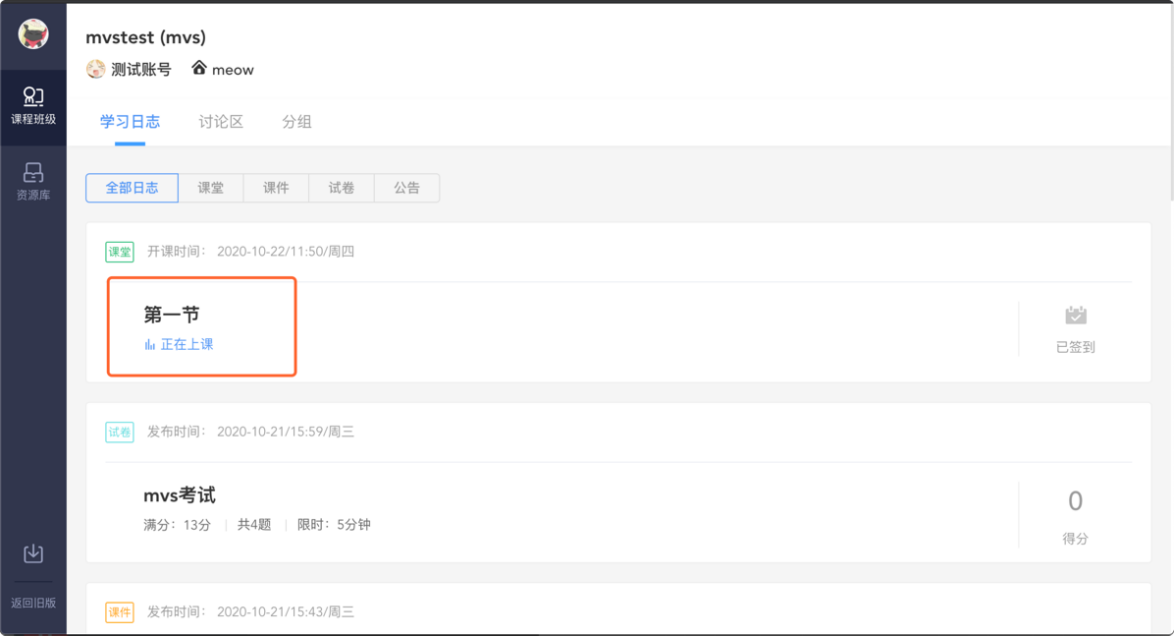 mvstest (mvs)
测试账号 meow
课程班级
资源库
返回旧版
学习日志 讨论区 分组
全部日志 课堂 课件 试卷 公告
课堂 开课时间： 2020-10-22/11:50/周四
第一节
正在上课
已签到
试卷 发布时间： 2020-10-21/15:59/周三
mvs考试
满分：13分 | 共4题 | 限时：5分钟
0
得分
课件 发布时间： 2020-10-21/15:43/周三